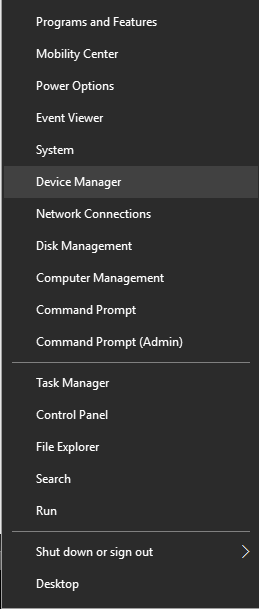 Programs and Features
Mobility Center
Power Options
Event Viewer
System
Device Manager
Network Connections
Disk Management
Computer Management
Command Prompt
Command Prompt (Admin)
Task Manager
Control Panel
File Explorer
Search
Run
Shut down or sign out
Desktop